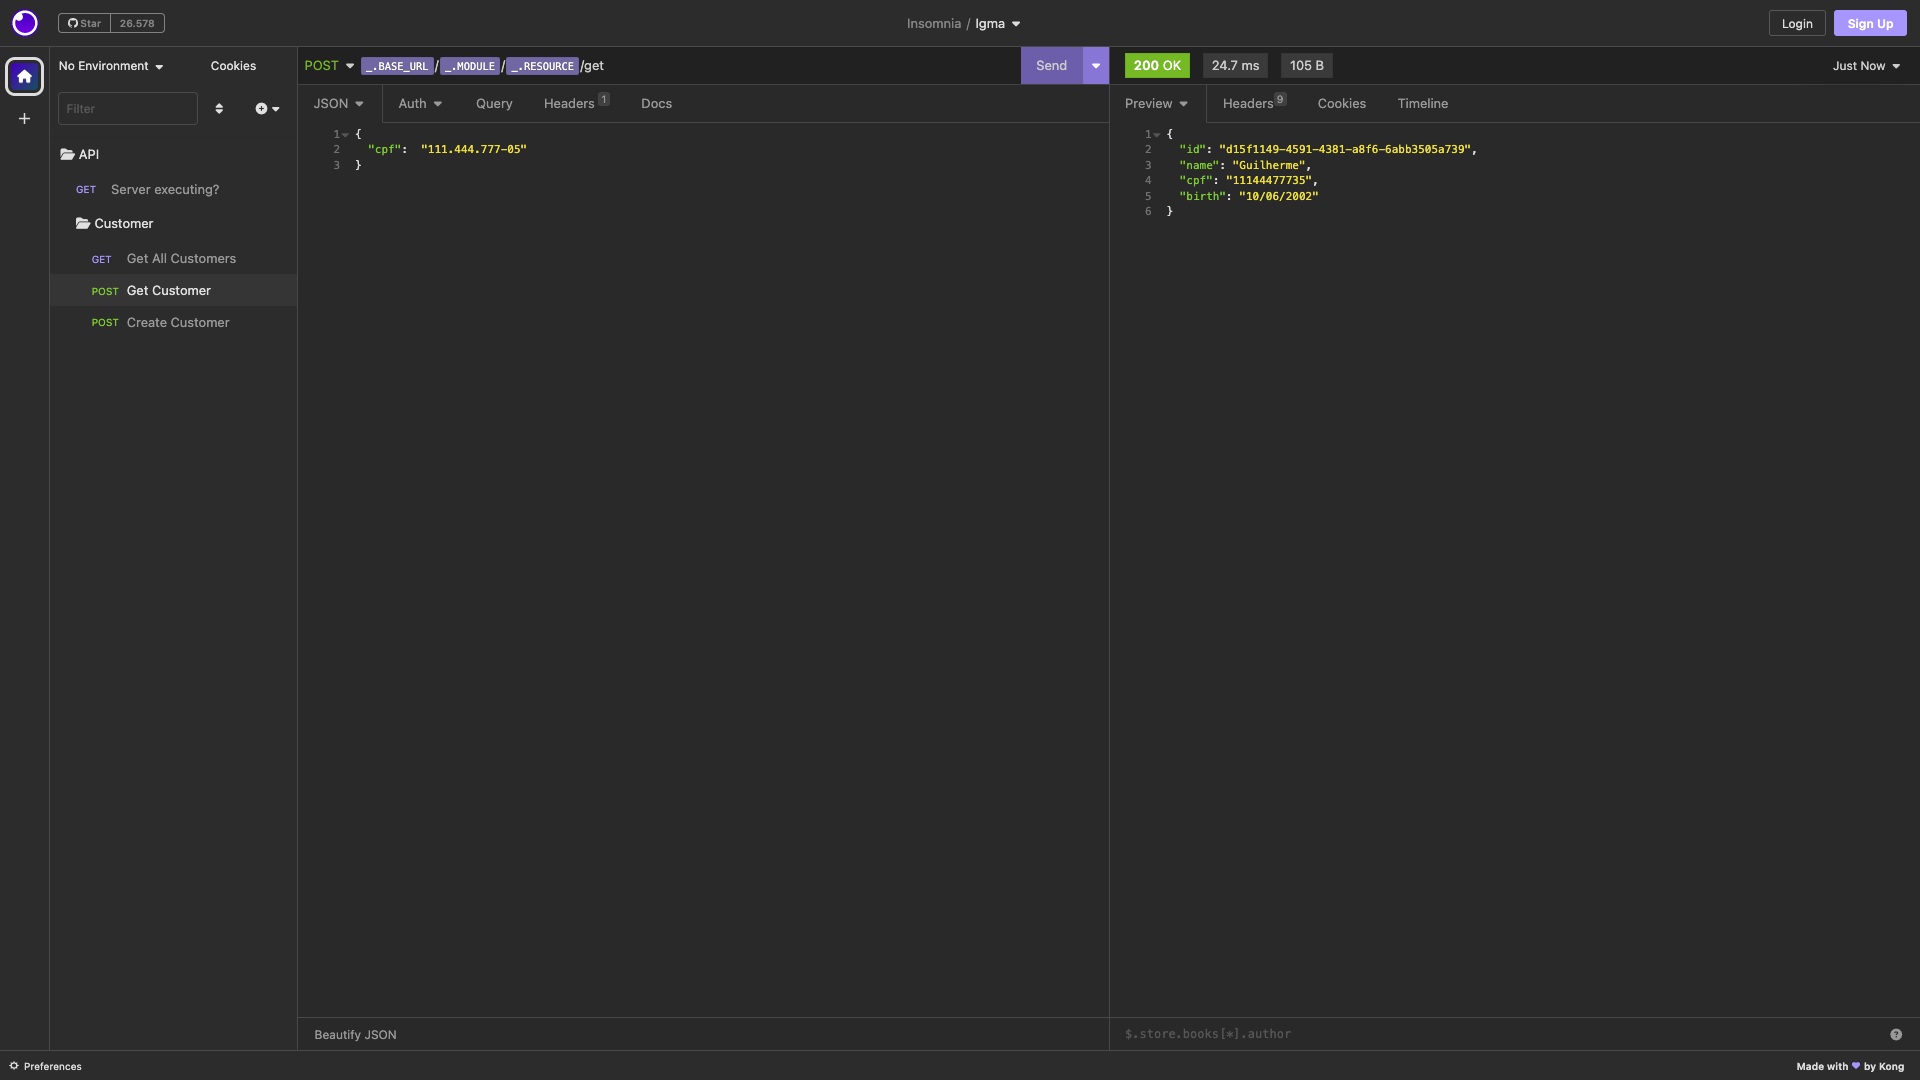 Star 26.578
Insomnia / Igma
Login
Sign Up
No Environment
Cookies
Filter
API
GET Server executing?
Customer
GET Get All Customers
POST Get Customer
POST Create Customer
POST _.BASE_URL/_.MODULE/_.RESOURCE/get
Send
JSON
Auth
Query
Headers 1
Docs
1 {
2 "cpf": "111.444.777-05"
3 }
Beautify JSON
200 OK
24.7 ms
105 B
Just Now
Preview
Headers 9
Cookies
Timeline
1 {
2 "id": "d15f1149-4591-4381-a8f6-6abb3505a739",
3 "name": "Guilherme",
4 "cpf": "11144477735",
5 "birth": "10/06/2002"
6 }
$.store.books[*].author
Preferences
Made with ♥ by Kong